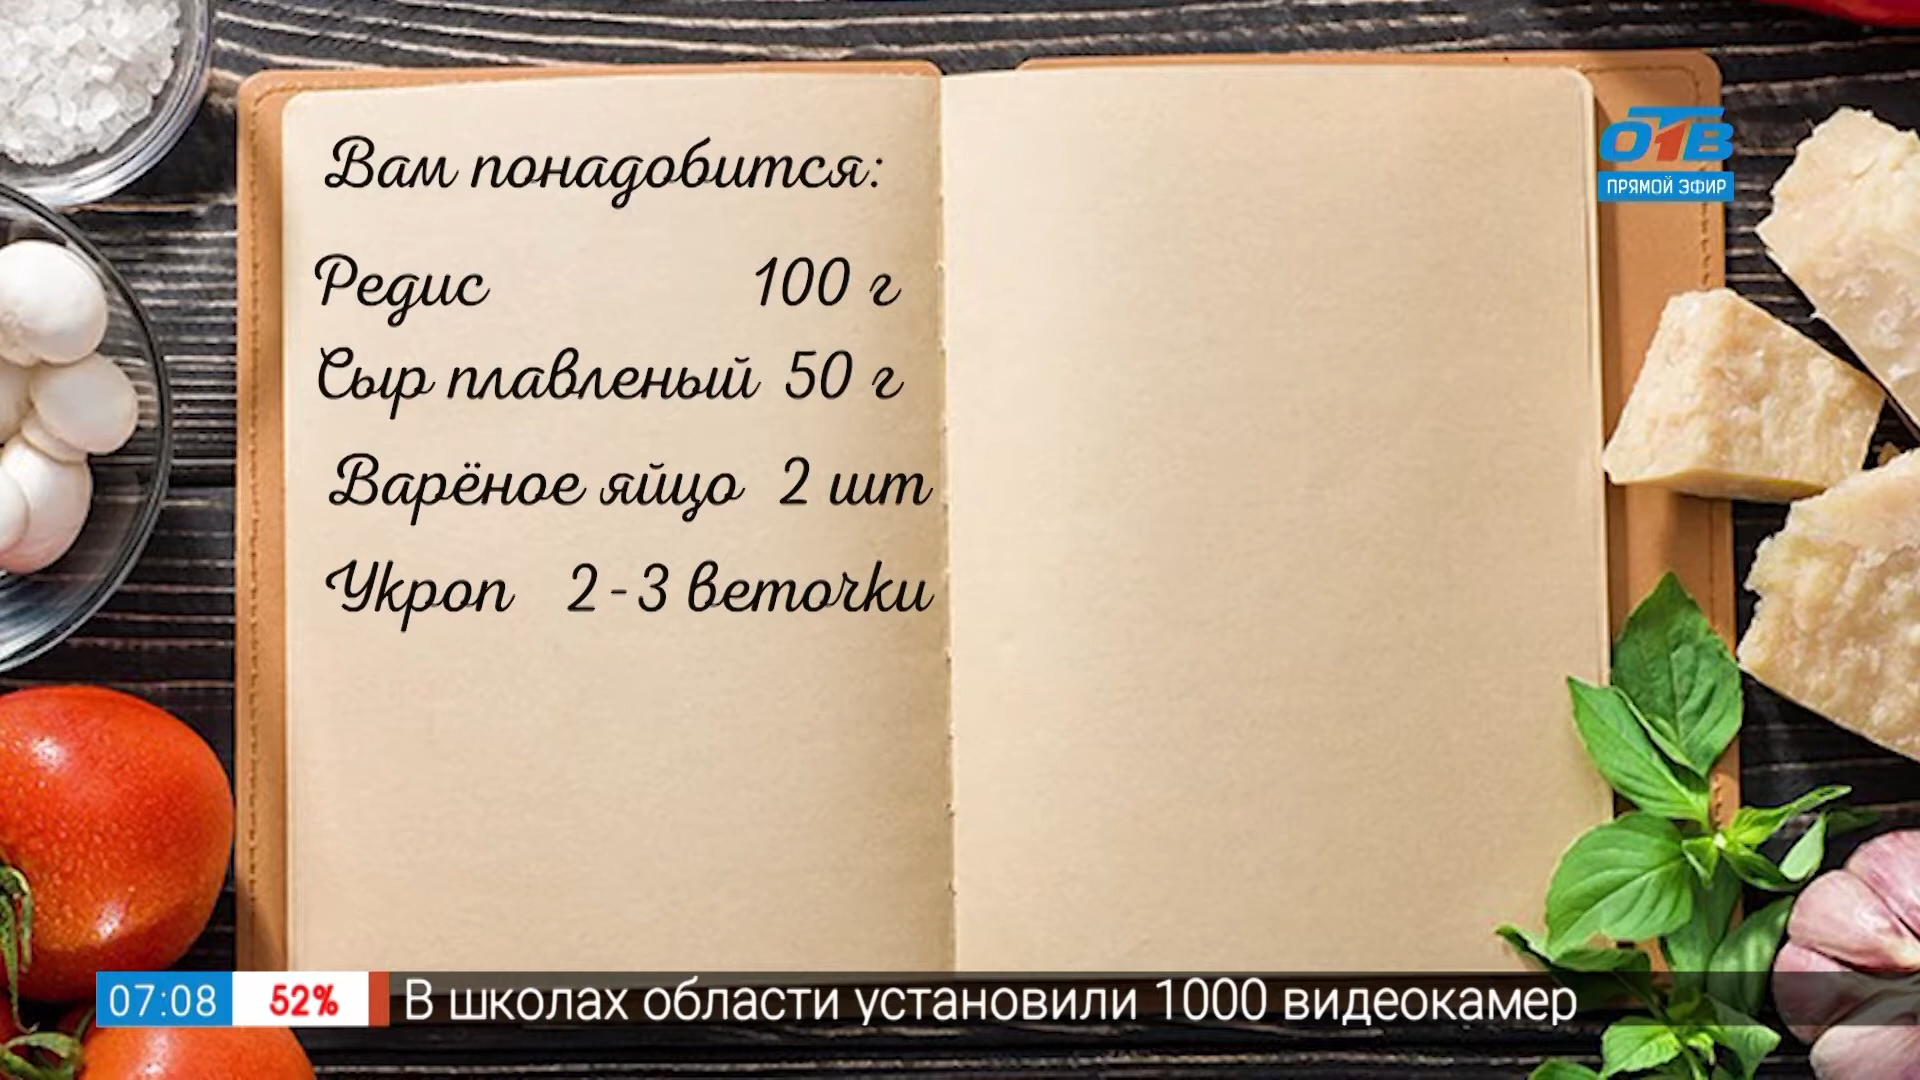 Вам понадобится:
Редис 100 г
Сыр плавленый 50 г
Варёное яйцо 2 шт
Укроп 2-3 веточки
ОТВ
ПРЯМОЙ ЭФИР
07:08 52% В школах области установили 1000 видеокамер